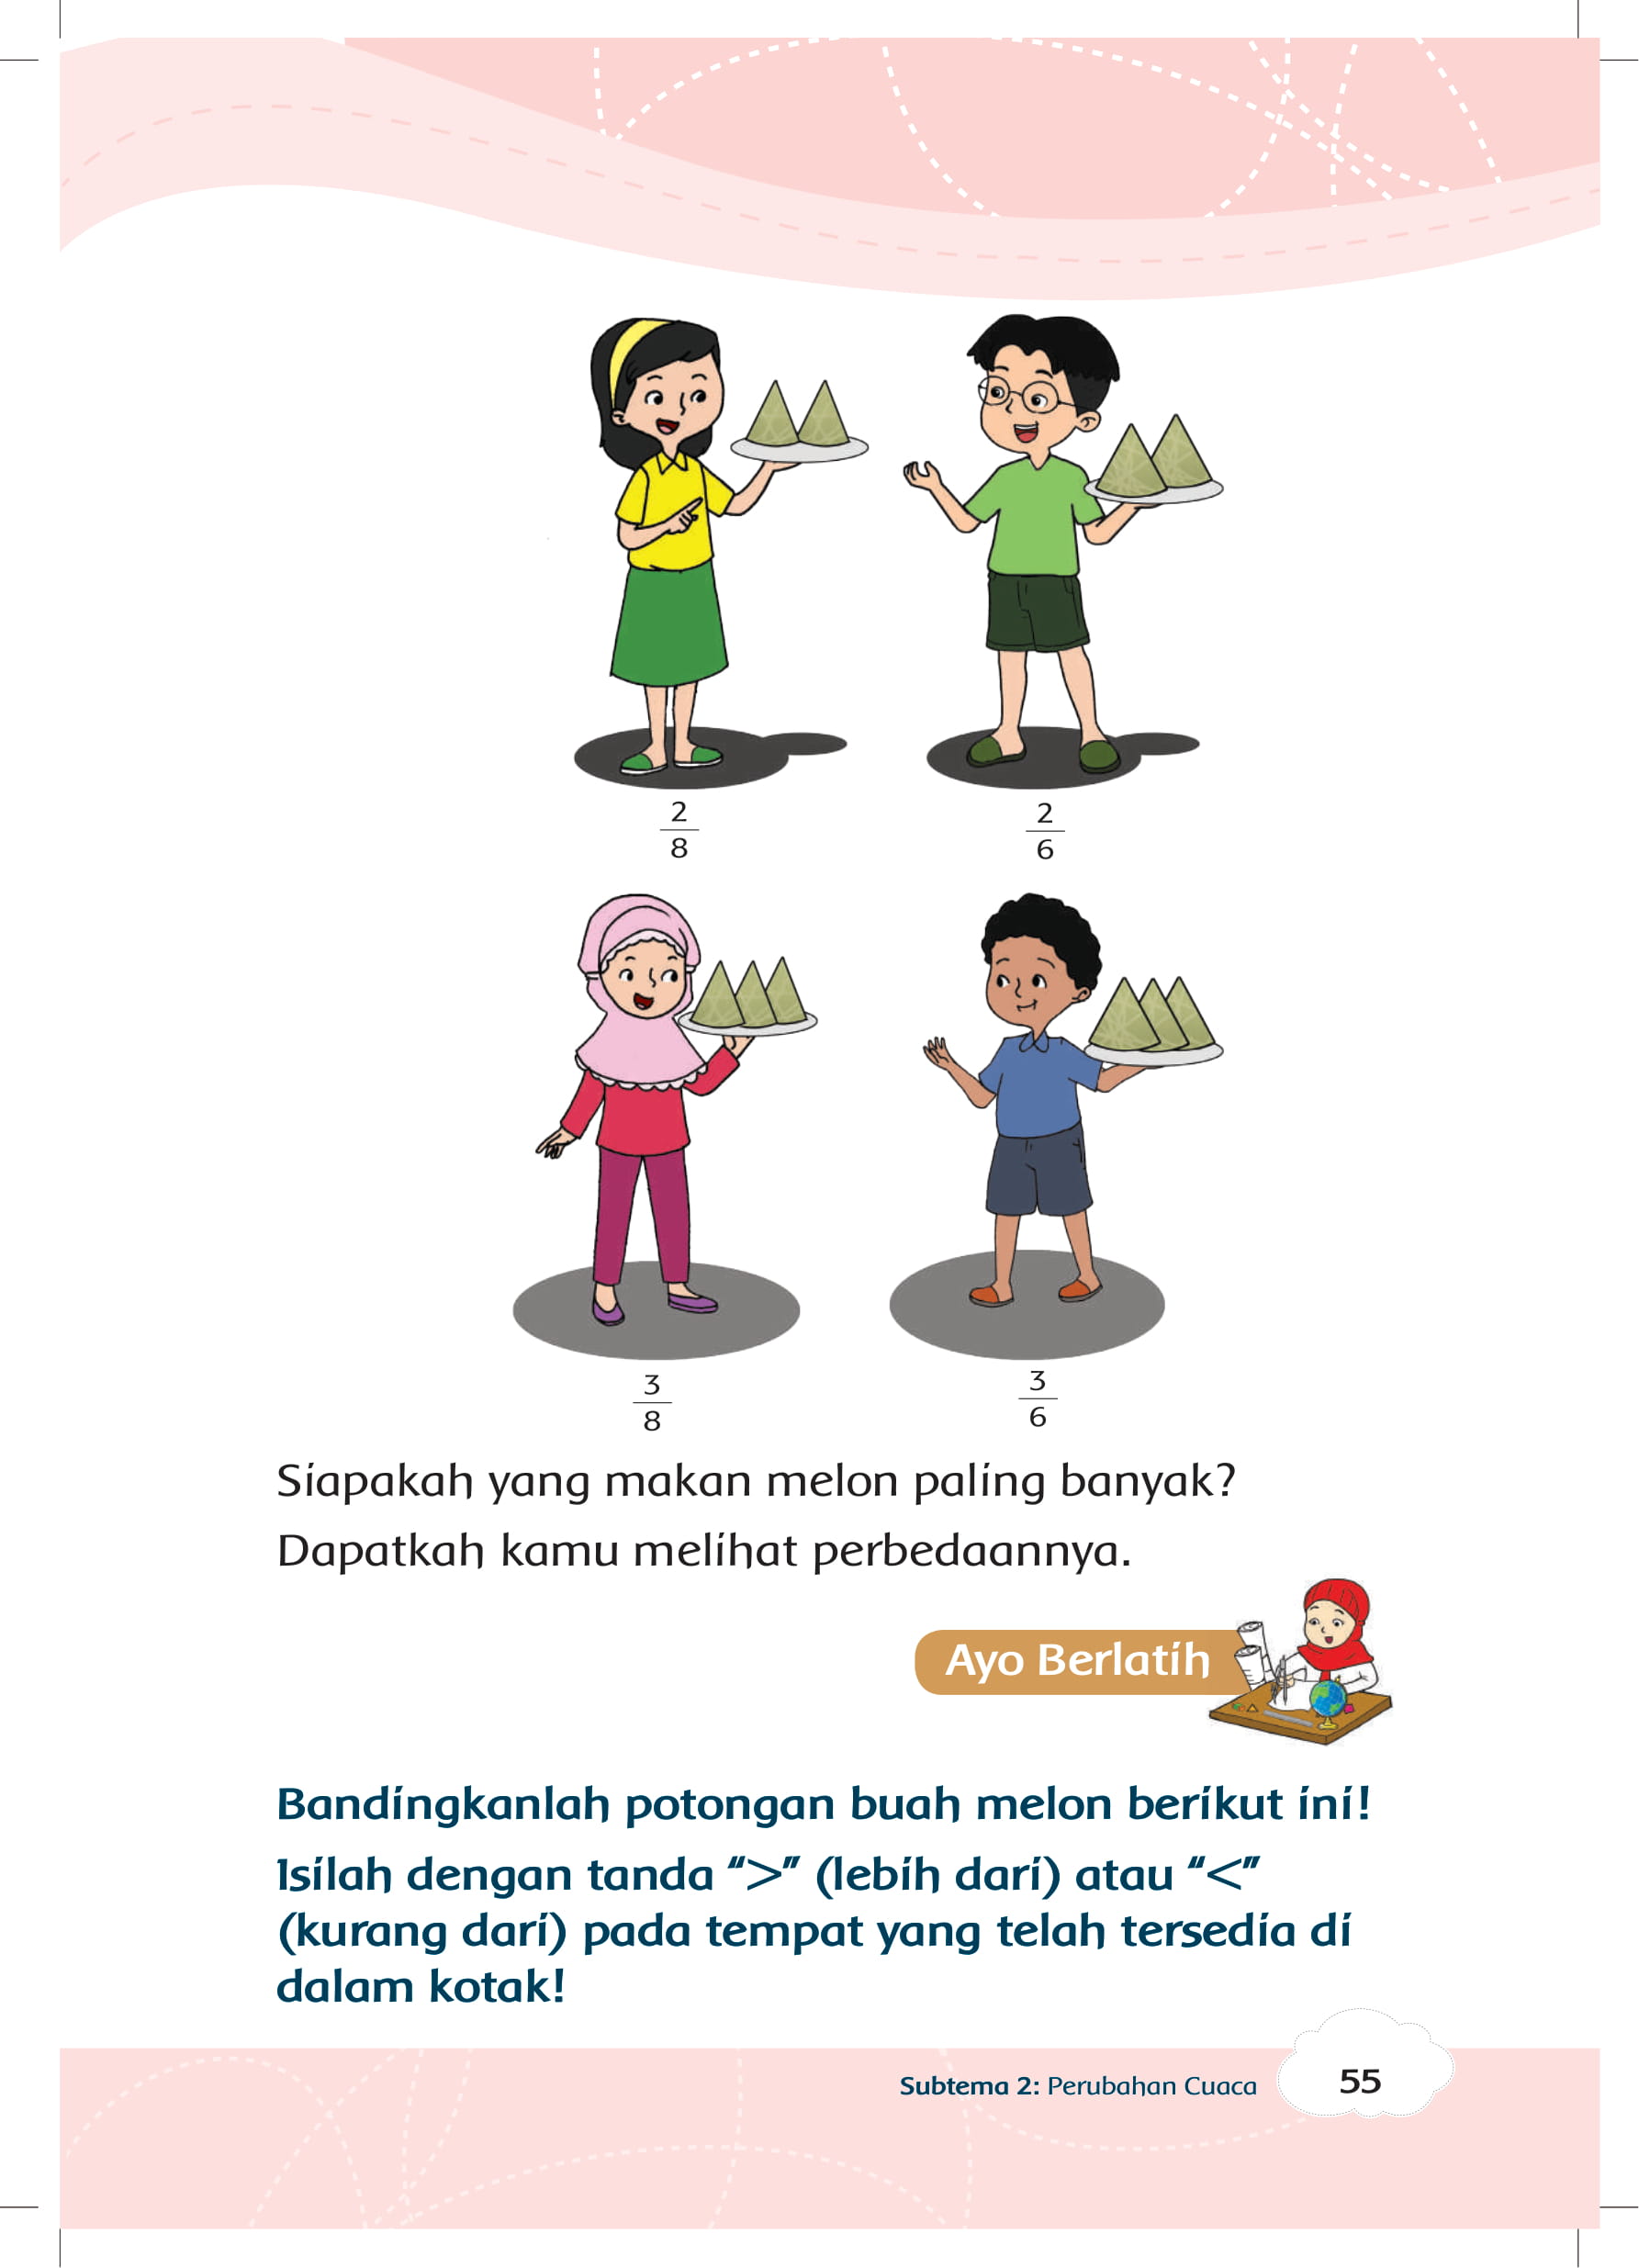 2
8
2
6
3
8
3
6
Siapakah yang makan melon paling banyak?
Dapatkah kamu melihat perbedaannya.
Ayo Berlatih
Bandingkanlah potongan buah melon berikut ini!
Isilah dengan tanda “>” (lebih dari) atau “<”
(kurang dari) pada tempat yang telah tersedia di
dalam kotak!
Subtema 2: Perubahan Cuaca
55